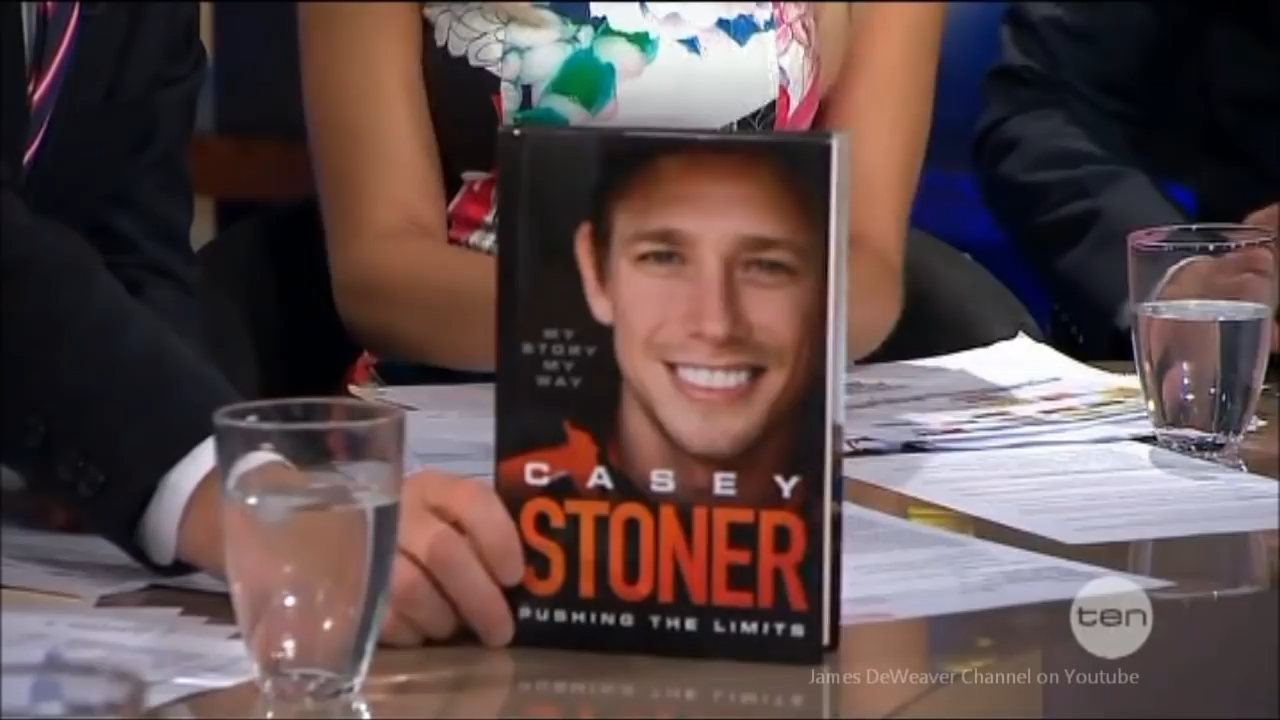 MY
STORY
MY
WAY
CASEY
STONER
PUSHING THE LIMITS
ten
James DeWeaver Channel on Youtube